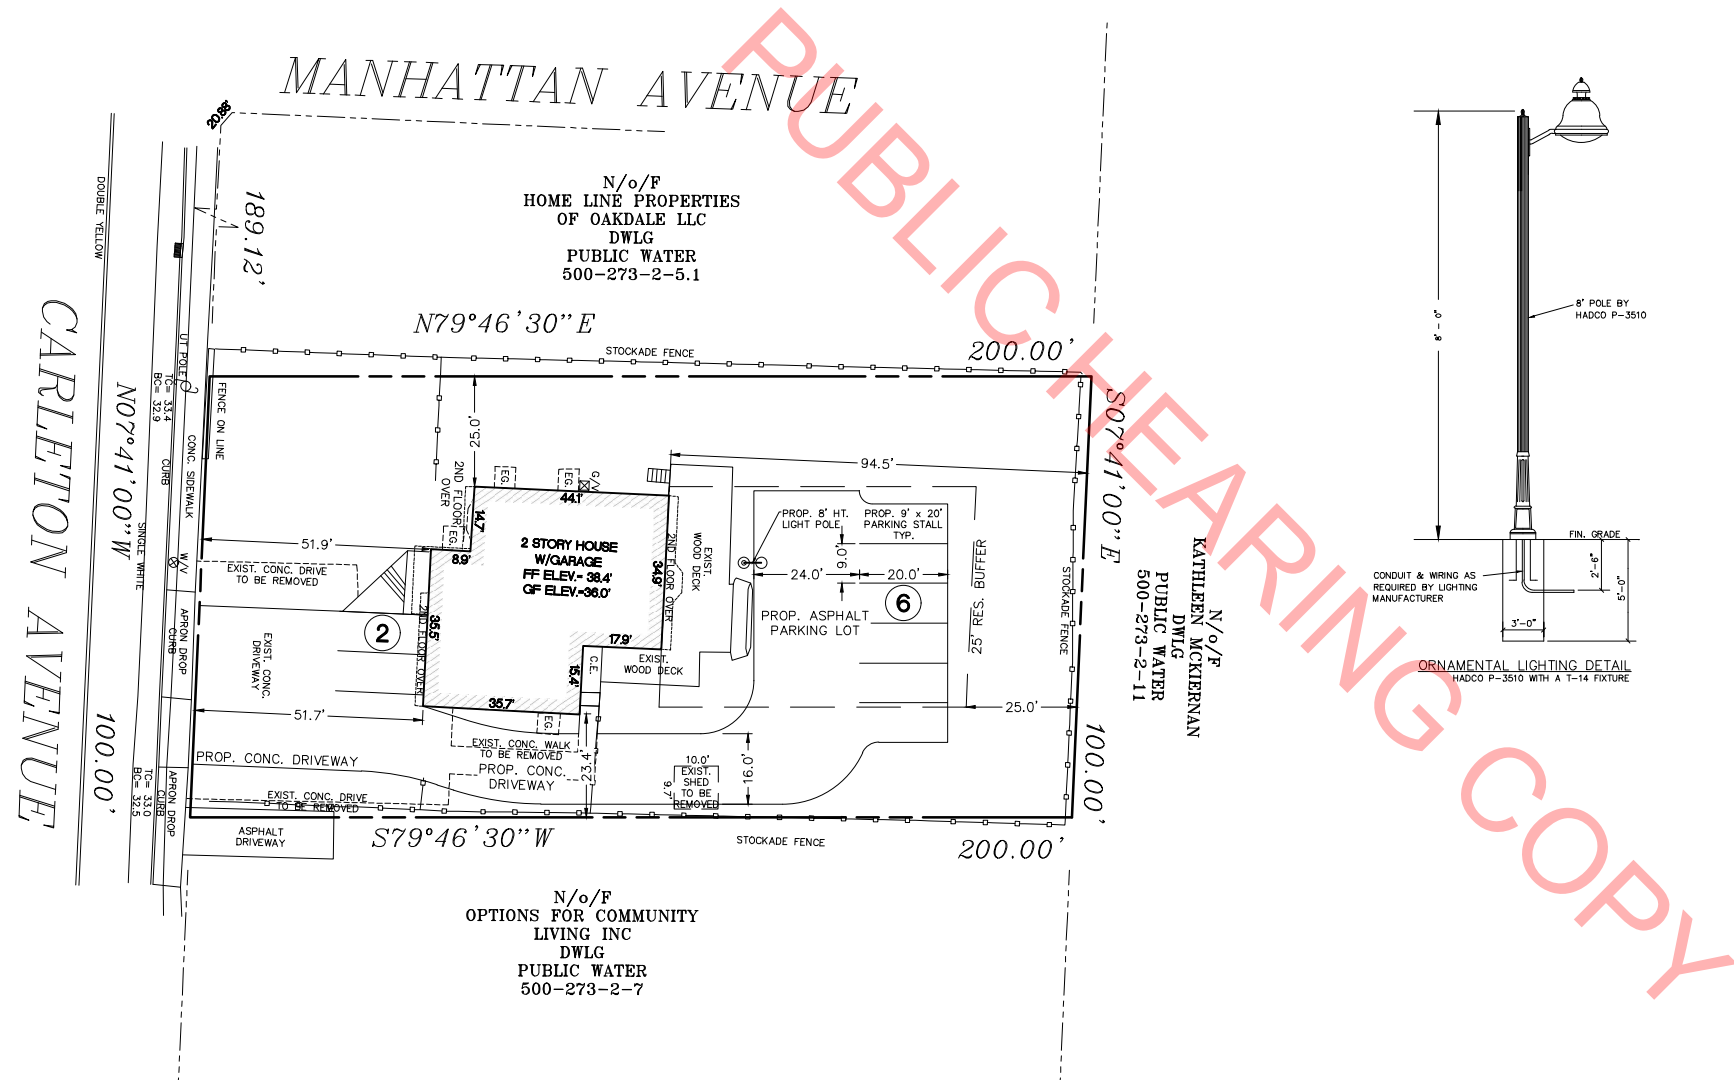 MANHATTAN AVENUE
20.88'
189.12'
DOUBLE YELLOW
CARLETON AVENUE
N07°41'00"W
100.00'
UT POLE
TC= 33.4
BC= 32.9
CURB
CONC. SIDEWALK
SINGLE WHITE
W/V
APRON DROP
CURB
APRON DROP
CURB
TC= 33.0
BC= 32.5
FENCE ON LINE
N/o/F
HOME LINE PROPERTIES
OF OAKDALE LLC
DWLG
PUBLIC WATER
500-273-2-5.1
N79°46'30"E
STOCKADE FENCE
200.00'
S07°41'00"E
100.00'
25.0'
2ND FLOOR
OVER
EG.
EG.
G/V
EG.
44.1'
14.7'
8.9'
94.5'
51.9'
EXIST. CONC. DRIVE
TO BE REMOVED
2 STORY HOUSE
W/GARAGE
FF ELEV.= 38.4'
GF ELEV.=36.0'
34.9'
2ND FLOOR OVER
EXIST.
WOOD DECK
PROP. 8' HT.
LIGHT POLE
PROP. 9' x 20'
PARKING STALL
TYP.
9.0'
24.0'
20.0'
6
PROP. ASPHALT
PARKING LOT
25' RES. BUFFER
STOCKADE FENCE
2
35.5'
2ND FLOOR OVER
EXIST. CONC.
DRIVEWAY
17.9'
C.E.
EXIST.
WOOD DECK
15.4'
35.7'
EG.
51.7'
25.0'
EXIST. CONC. WALK
TO BE REMOVED
23.4'
PROP. CONC. DRIVEWAY
PROP. CONC.
DRIVEWAY
10.0'
EXIST.
SHED
TO BE
REMOVED
9.7'
16.0'
EXIST. CONC. DRIVE
TO BE REMOVED
ASPHALT
DRIVEWAY
S79°46'30"W
STOCKADE FENCE
200.00'
N/o/F
OPTIONS FOR COMMUNITY
LIVING INC
DWLG
PUBLIC WATER
500-273-2-7
N/o/F
KATHLEEN MCKIERNAN
DWLG
PUBLIC WATER
500-273-2-11
8'-0"
8' POLE BY
HADCO P-3510
FIN. GRADE
CONDUIT & WIRING AS
REQUIRED BY LIGHTING
MANUFACTURER
2'-6"
5'-0"
3'-0"
ORNAMENTAL LIGHTING DETAIL
HADCO P-3510 WITH A T-14 FIXTURE
PUBLIC HEARING COPY